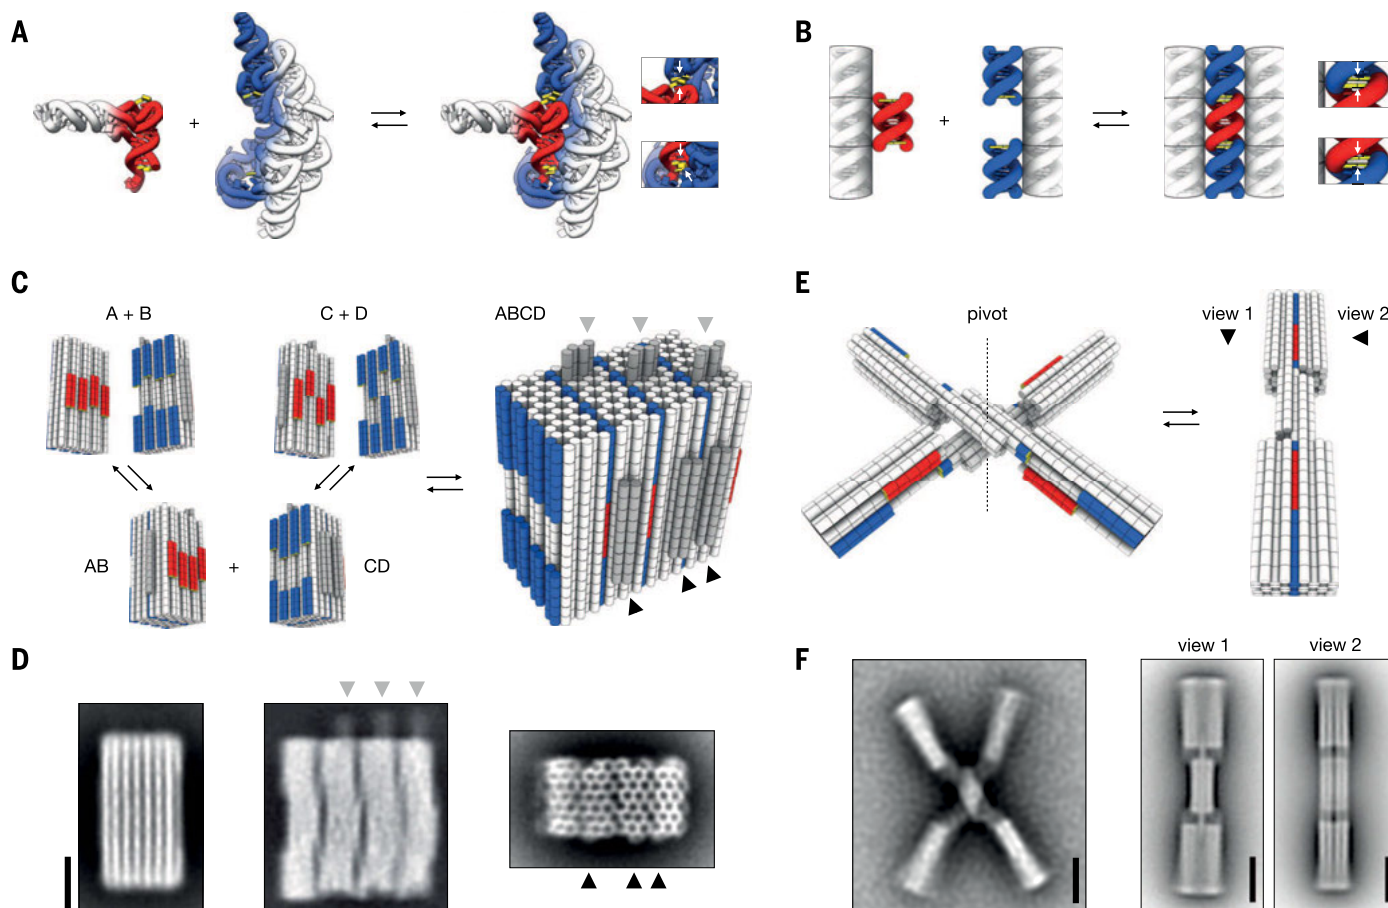 A
B
+
+
C
A + B
C + D
ABCD
AB
+
CD
E
pivot
view 1
view 2
D
F
view 1
view 2